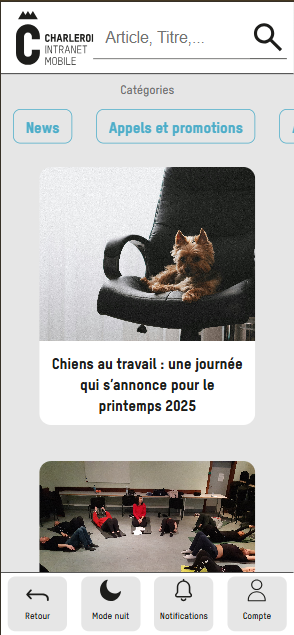 CHARLEROI
INTRANET
MOBILE
Article, Titre,...
Catégories
News
Appels et promotions
Chiens au travail : une journée
qui s'annonce pour le
printemps 2025
Retour
Mode nuit
Notifications
Compte